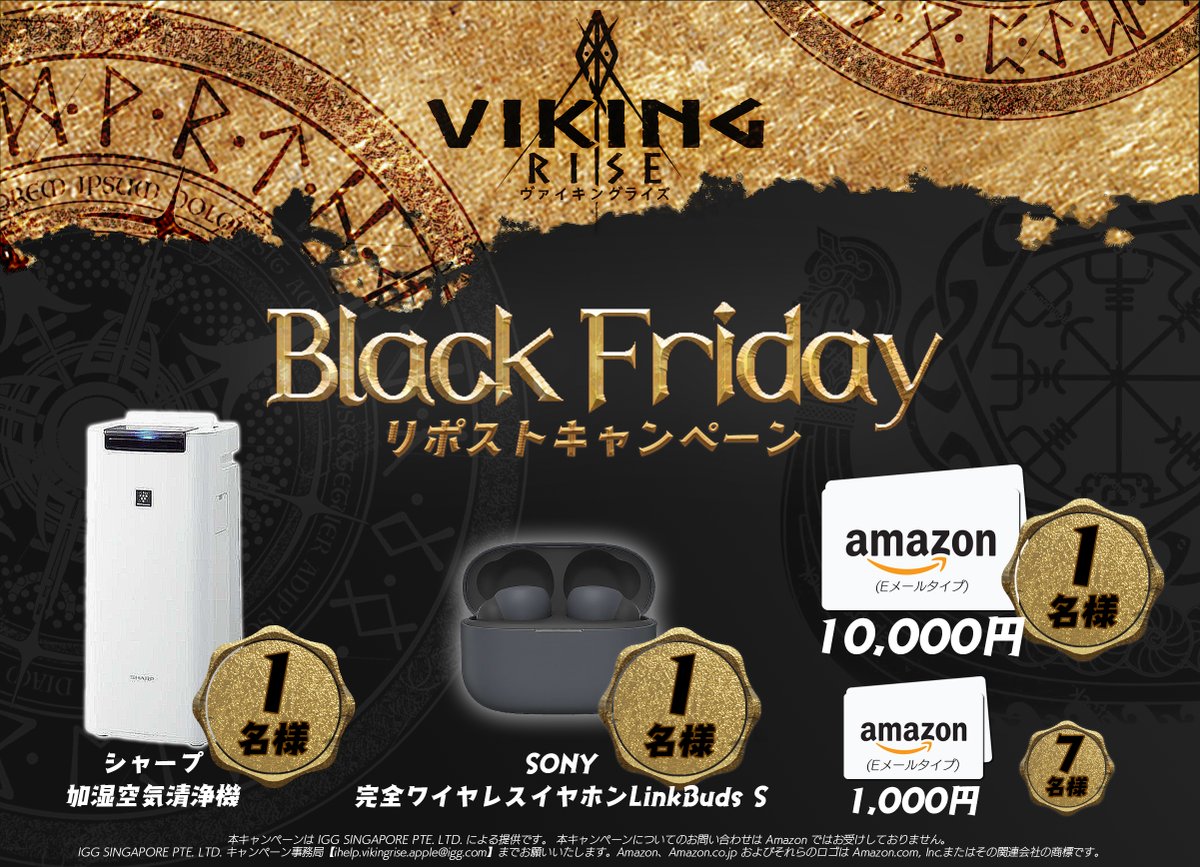 VIKING
RISE
ヴァイキングライズ
OREM IPSUM DOLO
Black Friday
リポストキャンペーン
amazon
(Eメールタイプ)
1
名様
10,000円
SHARP
1
名様
シャープ
加湿空気清浄機
1
名様
SONY
完全ワイヤレスイヤホンLinkBuds S
amazon
(Eメールタイプ)
7
名様
1,000円
本キャンペーンは IGG SINGAPORE PTE. LTD. による提供です。 本キャンペーンについてのお問い合わせは Amazon ではお受けしておりません。
IGG SINGAPORE PTE. LTD. キャンペーン事務局【ihelp.vikingrise.apple@igg.com】までお願いいたします。Amazon、Amazon.co.jp およびそれらのロゴは Amazon.com, Inc.またはその関連会社の商標です。